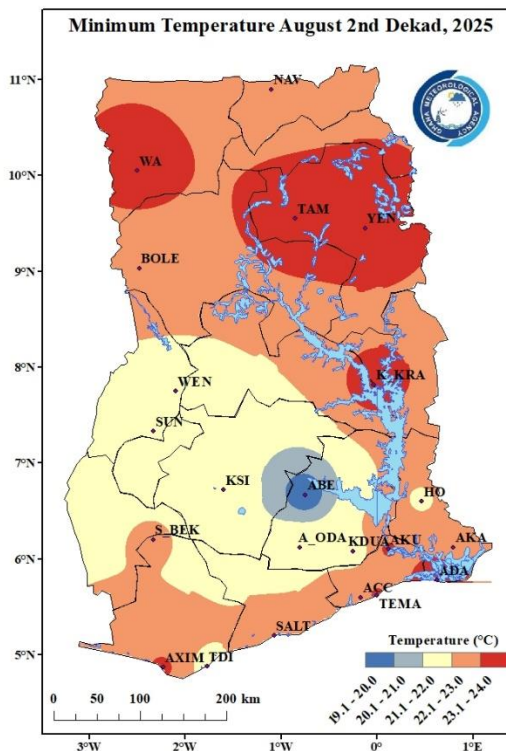 Minimum Temperature August 2nd Dekad, 2025
11°N
NAV
GHANA METEOROLOGICAL AGENCY
WA
10°N
TAM
YEN
BOLE
9°N
8°N
K_KRA
WEN
SUN
7°N
KSI
ABE
HO
S_BEK
A_ODA
KDUA
AKU
AKA
6°N
ADA
ACC
TEMA
SALT
5°N
AXIM
TDI
Temperature (°C)
19.1 - 20.0
20.1 - 21.0
21.1 - 22.0
22.1 - 23.0
23.1 - 24.0
0 50 100 200 km
3°W 2°W 1°W 0° 1°E